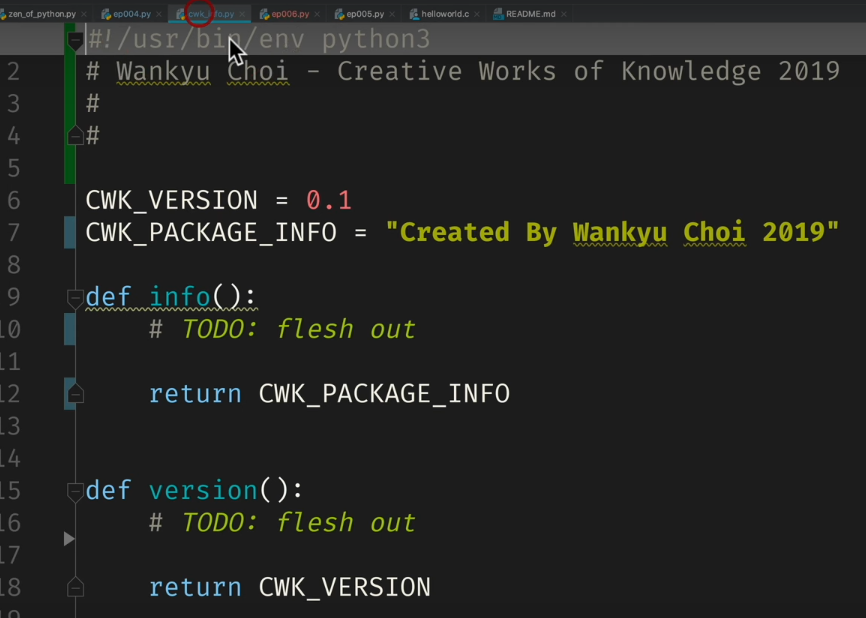 zen_of_python.py × ep004.py × cwk_info.py × ep006.py × ep005.py × helloworld.c × README.md ×
#!/usr/bin/env python3
2 # Wankyu Choi - Creative Works of Knowledge 2019
3 #
4 #
5
6 CWK_VERSION = 0.1
7 CWK_PACKAGE_INFO = "Created By Wankyu Choi 2019"
8
9 def info():
10 # TODO: flesh out
11
12 return CWK_PACKAGE_INFO
13
14
15 def version():
16 # TODO: flesh out
17
18 return CWK_VERSION